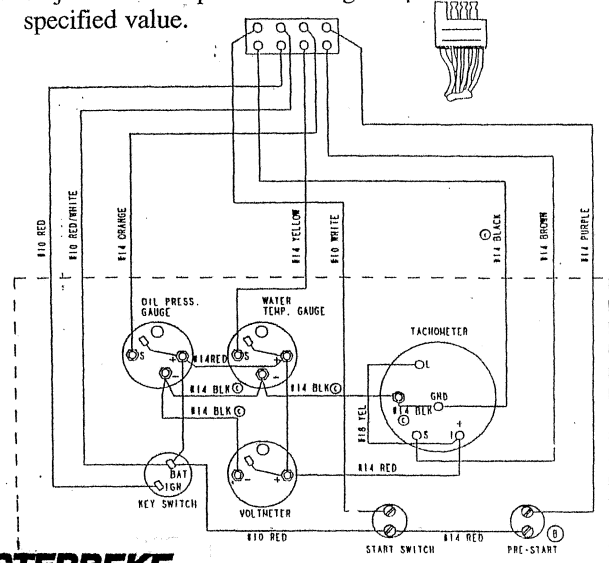 specified value.
#10 RED
#10 RED/WHITE
#14 ORANGE
#14 YELLOW
#10 WHITE
#14 BLACK
C
#14 BROWN
#14 PURPLE
OIL PRESS.
GAUGE
WATER
TEMP. GAUGE
TACHOMETER
S
+
-
#14RED
S
+
-
L
GND
S
I
+
#14 BLK C
#14 BLK C
#14 BLK
C
#14 BLK C
#18 YEL
#14 RED
BAT
IGN
KEY SWITCH
-
+
VOLTMETER
#10 RED
START SWITCH
#14 RED
PRE-START
B